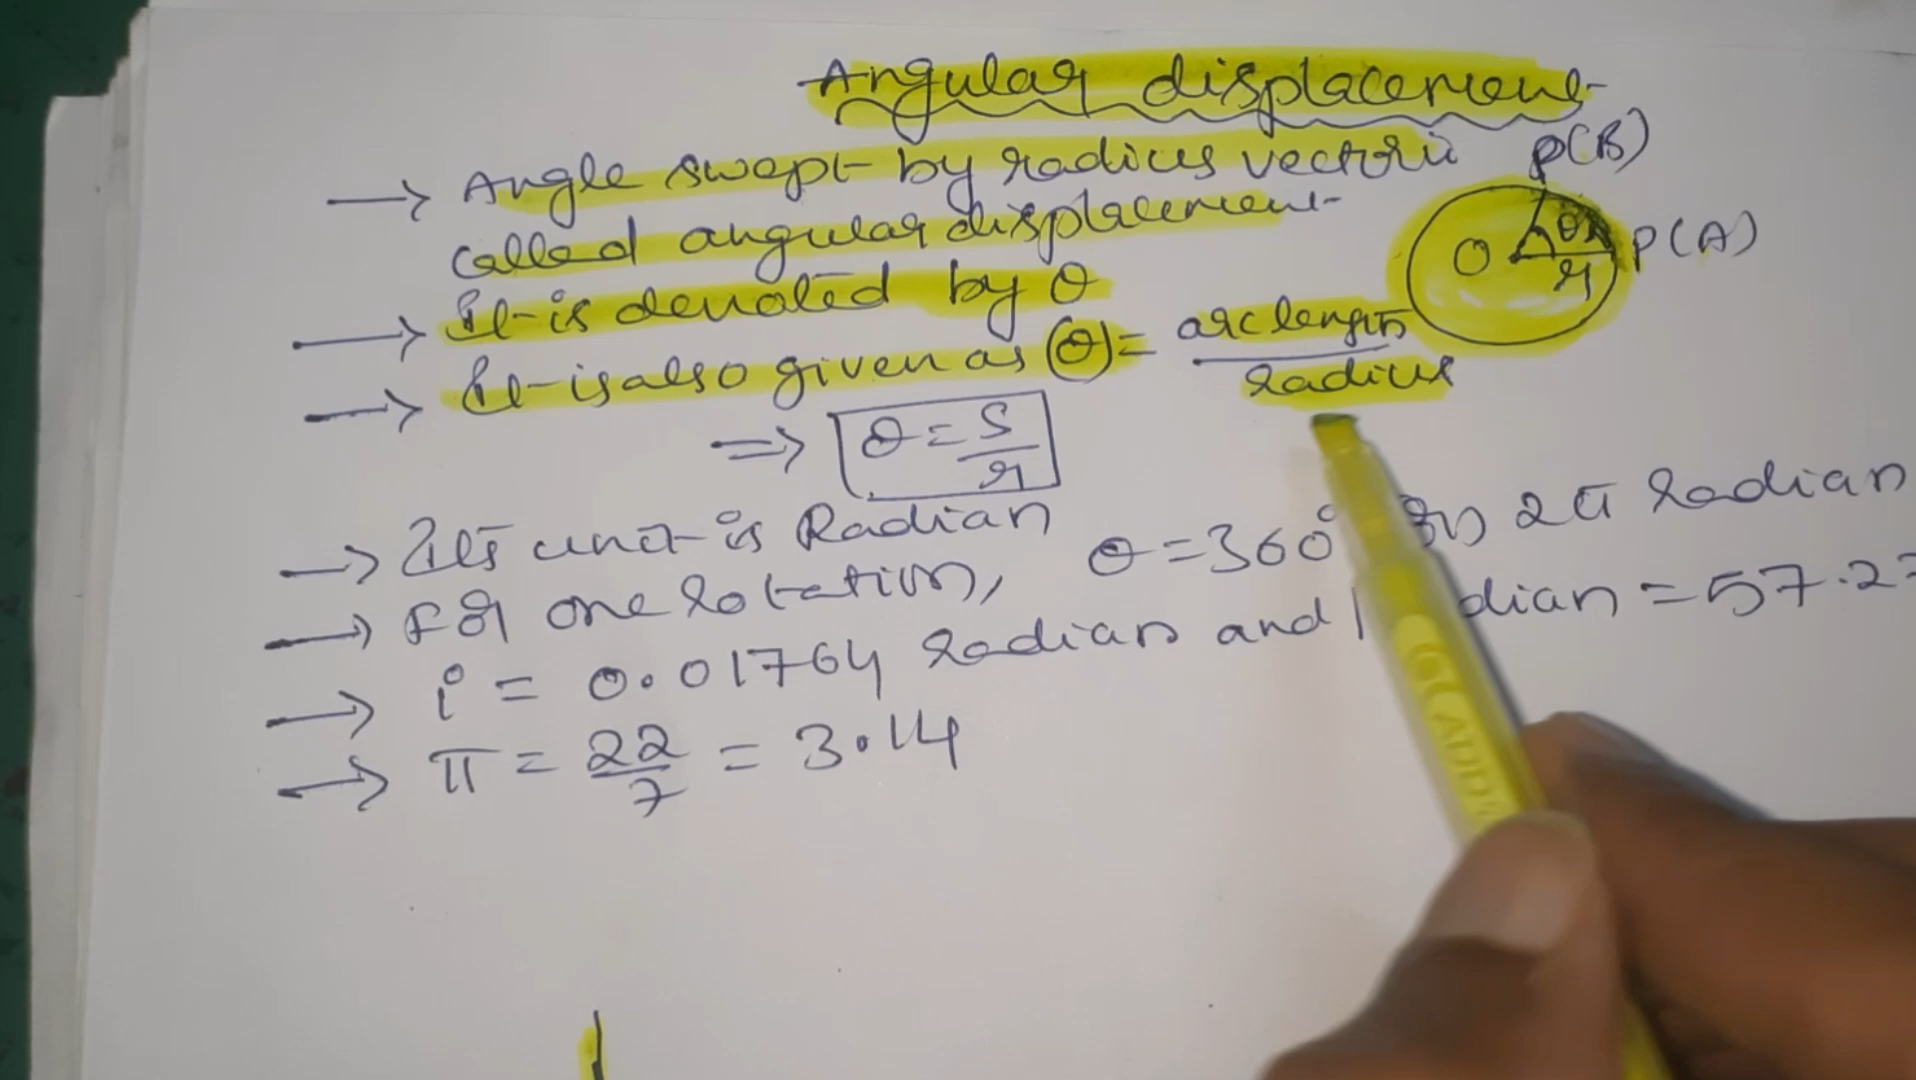 Angular displacement
→ Angle swept by radius vector is P(B)
called angular displacement
O θ r P(A)
→ It is denoted by θ
→ It is also given as (θ) = arc length / radius
⇒ θ = S / r
→ Its unit is Radian
→ For one rotation, θ = 360° 2π Radian
→ 1° = 0.01764 radian and 1 dian = 57.2
→ π = 22 / 7 = 3.14